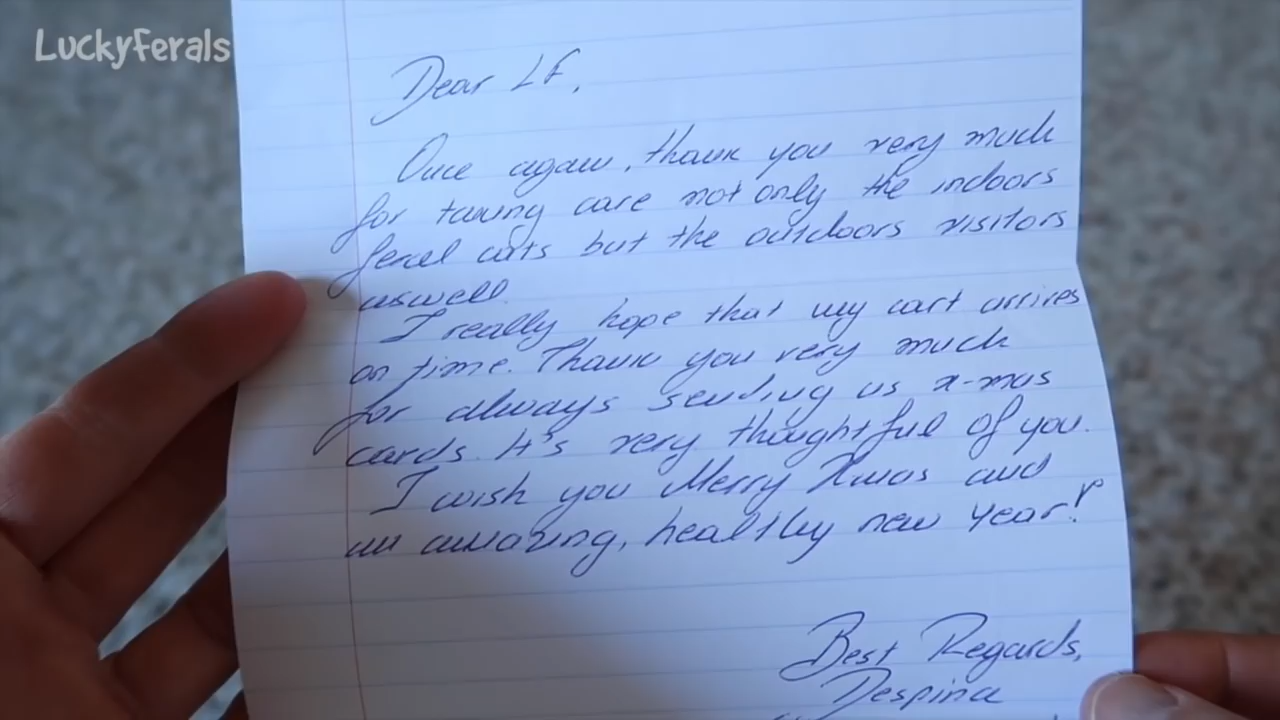 LuckyFerals
Dear LF,
Once again, thank you very much
for taking care not only the indoors
feral cats but the outdoors visitors
aswell.
I really hope that my cart arrives
on time. Thank you very much
for always sending us x-mas
cards. It's very thoughtful of you.
I wish you Merry Xmas and
an amazing, healthy new year!
Best Regards,
Despina